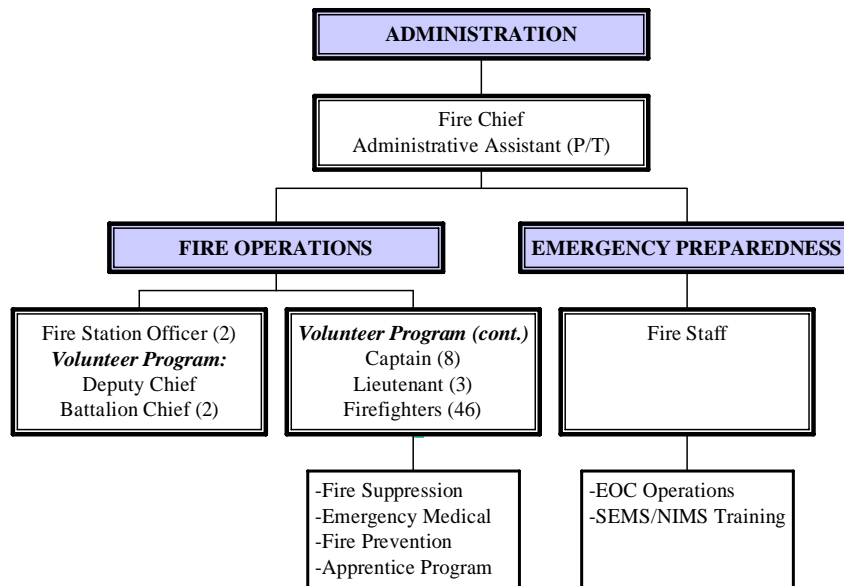 ADMINISTRATION
Fire Chief
Administrative Assistant (P/T)
FIRE OPERATIONS
EMERGENCY PREPAREDNESS
Fire Station Officer (2)
Volunteer Program:
Deputy Chief
Battalion Chief (2)
Volunteer Program (cont.)
Captain (8)
Lieutenant (3)
Firefighters (46)
Fire Staff
-Fire Suppression
-Emergency Medical
-Fire Prevention
-Apprentice Program
-EOC Operations
-SEMS/NIMS Training